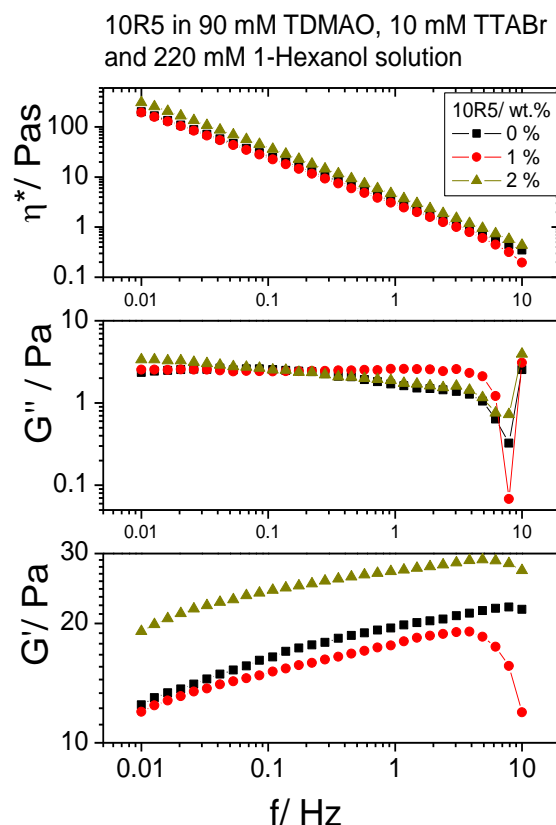 10R5 in 90 mM TDMAO, 10 mM TTABr
and 220 mM 1-Hexanol solution
η*/ Pas
100
10
1
0.1
10R5/ wt.%
0 %
1 %
2 %
0.01 0.1 1 10
G''/ Pa
10
1
0.1
0.01 0.1 1 10
G'/ Pa
30
20
10
0.01 0.1 1 10
f/ Hz